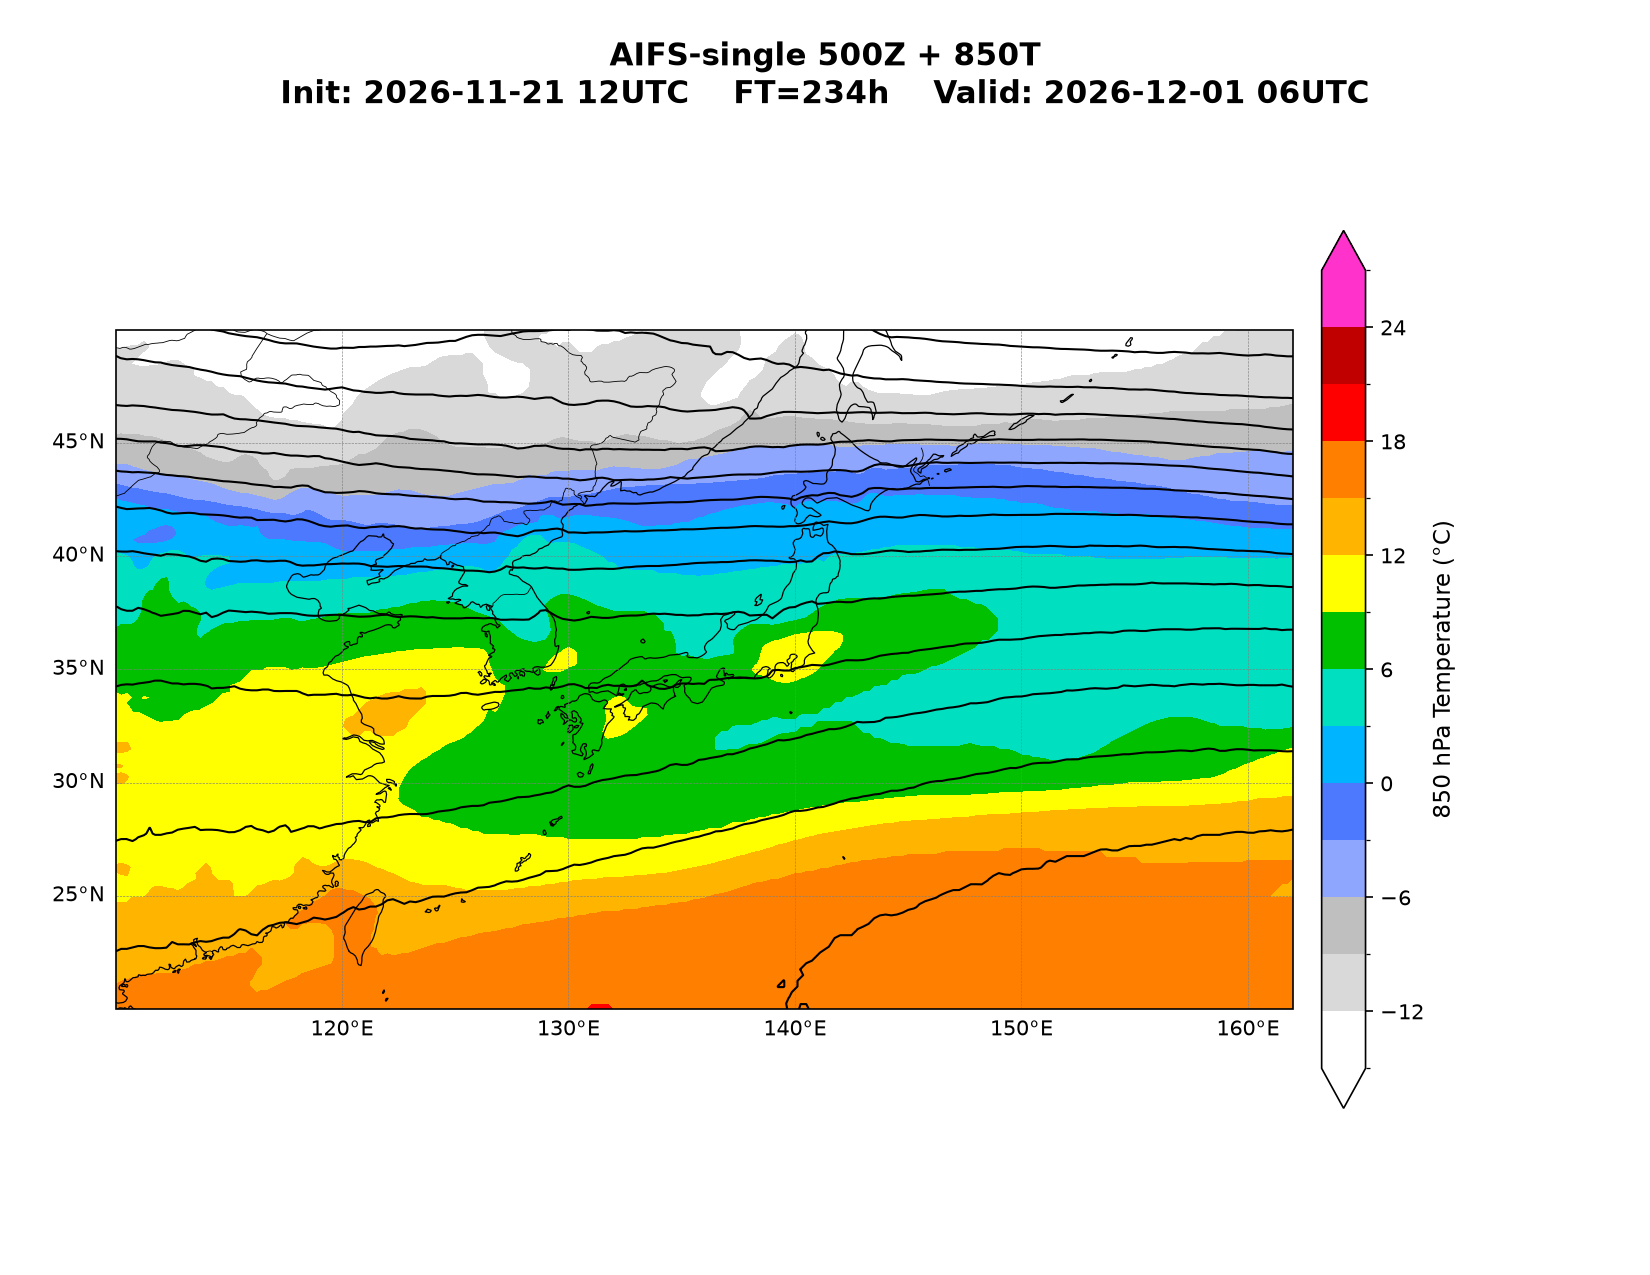 AIFS-single 500Z + 850T
Init: 2026-11-21 12UTC    FT=234h    Valid: 2026-12-01 06UTC
45°N
40°N
35°N
30°N
25°N
120°E
130°E
140°E
150°E
160°E
24
18
12
6
0
−6
−12
850 hPa Temperature (°C)